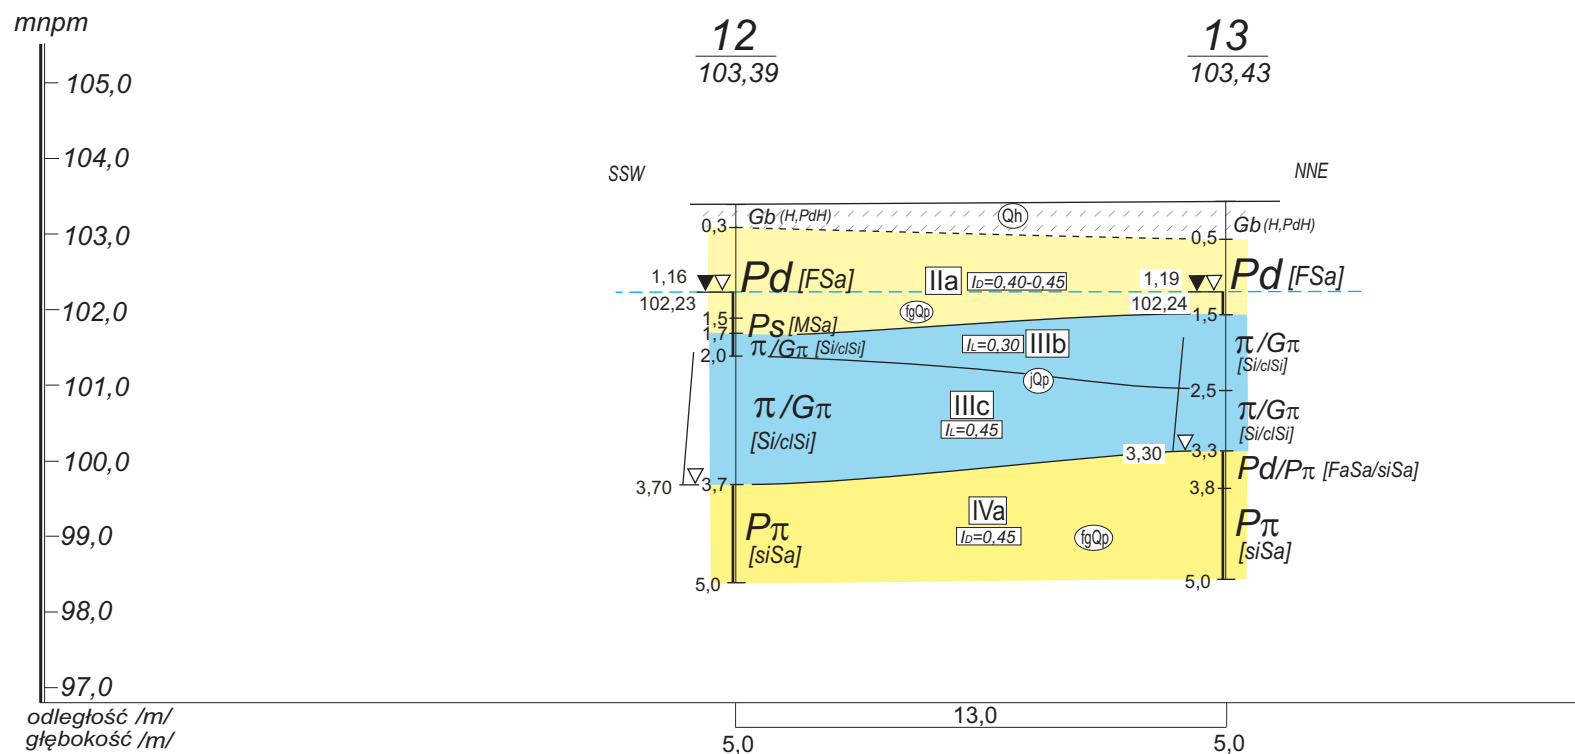 mnpm
12
13
103,39
103,43
105,0
104,0
SSW
NNE
Gb (H,PdH)
Qh
0,3
103,0
Gb (H,PdH)
0,5
1,16
Pd [FSa]
IIa
ID=0,40-0,45
1,19
Pd [FSa]
102,23
102,24
102,0
fgQp
1,5
Ps [MSa]
1,5
1,7
π/Gπ [Si/clSi]
IL=0,30
IIIb
π/Gπ
[Si/clSi]
2,0
101,0
jQp
2,5
π/Gπ
[Si/clSi]
IIIc
IL=0,45
π/Gπ
[Si/clSi]
100,0
3,30
3,3
Pd/Pπ [FaSa/siSa]
3,70
3,7
3,8
IVa
ID=0,45
fgQp
99,0
Pπ
[siSa]
Pπ
[siSa]
5,0
5,0
98,0
97,0
odległość /m/
13,0
głębokość /m/
5,0
5,0